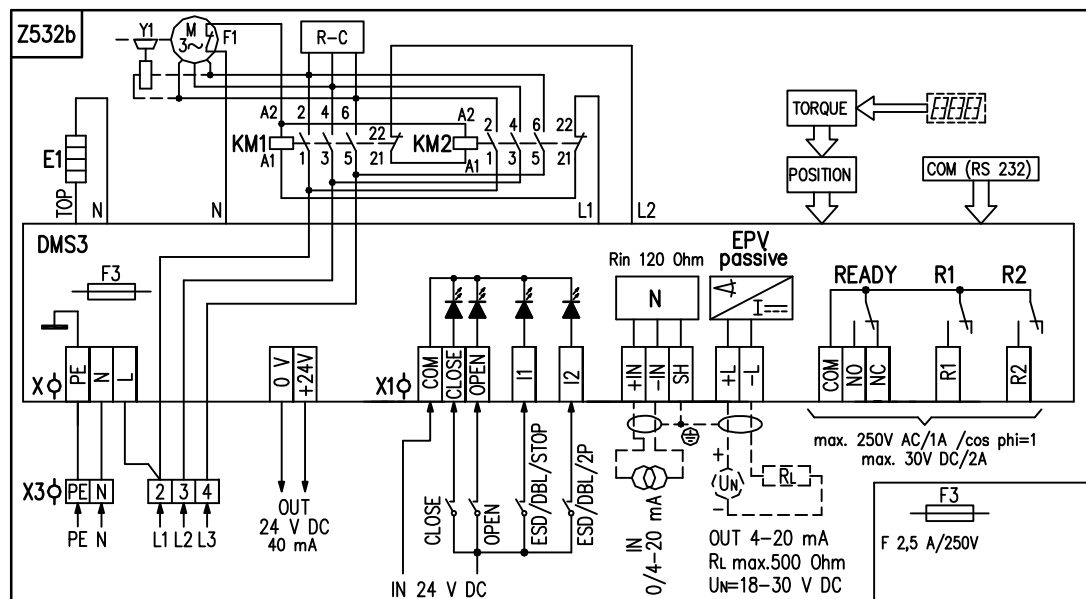 Z532b
Y1
M
3~
F1
R-C
A2
2 4 6
22
KM1
A1
1 3 5
21
A2
2 4 6
22
KM2
A1
1 3 5
21
E1
TOP
N
N
L1
L2
TORQUE
POSITION
COM (RS 232)
DMS3
F3
Rin 120 Ohm
N
EPV
passive
I
READY
R1
R2
X
PE
N
L
0 V
+24V
X1
COM
CLOSE
OPEN
I1
I2
+IN
-IN
SH
+L
-L
COM
NO
NC
R1
R2
max. 250V AC/1A /cos phi=1
max. 30V DC/2A
X3
PE N
2 3 4
PE N
L1 L2 L3
OUT
24 V DC
40 mA
CLOSE
OPEN
ESD/DBL/STOP
ESD/DBL/2P
IN 24 V DC
IN
0/4-20 mA
+
UN
-
RL
OUT 4-20 mA
RL max.500 Ohm
UN=18-30 V DC
F3
F 2,5 A/250V